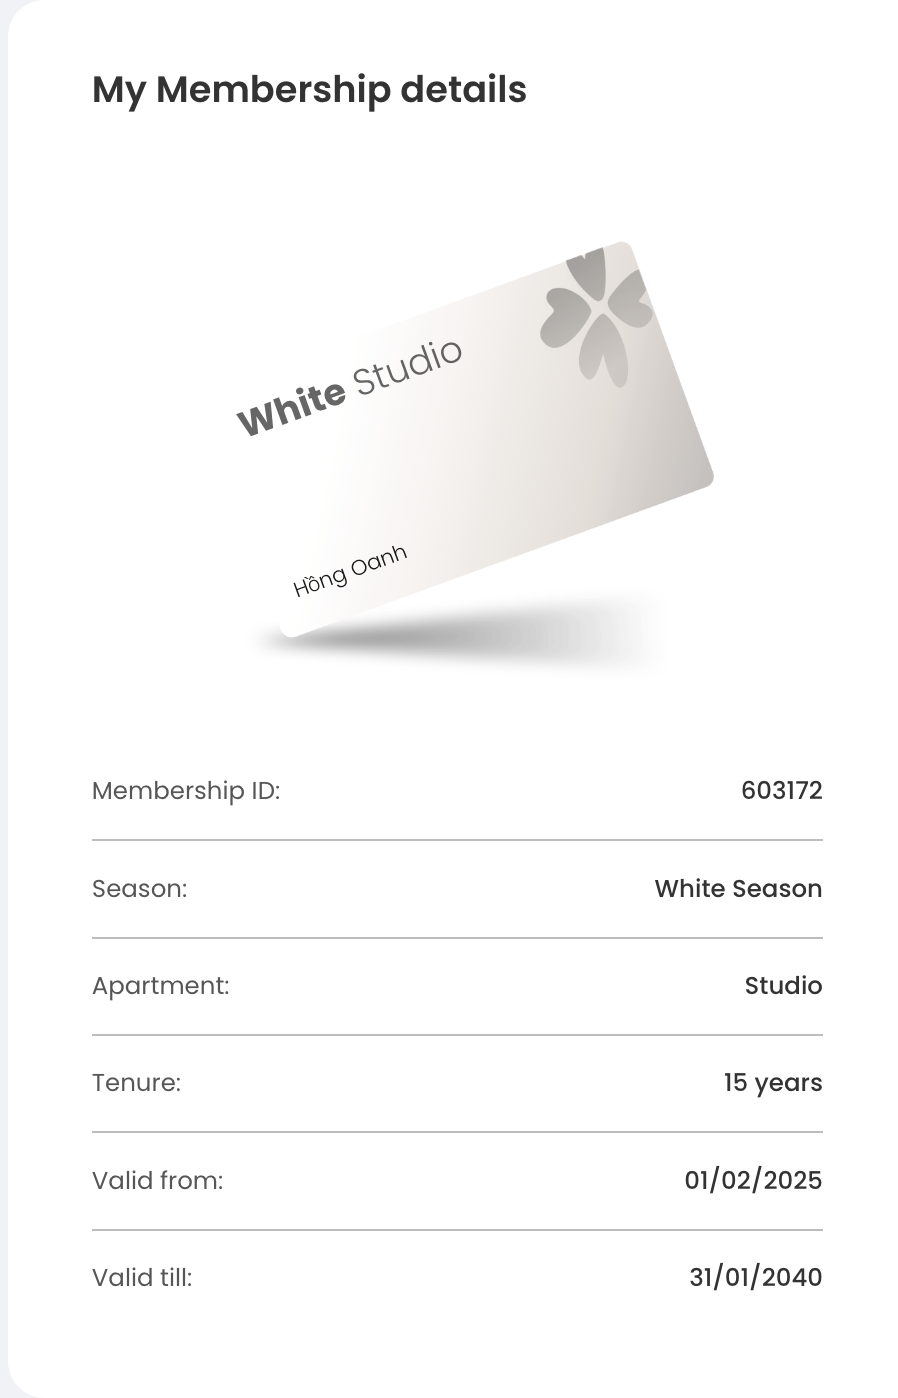 My Membership details
White Studio
Hồng Oanh
Membership ID: 603172
Season: White Season
Apartment: Studio
Tenure: 15 years
Valid from: 01/02/2025
Valid till: 31/01/2040